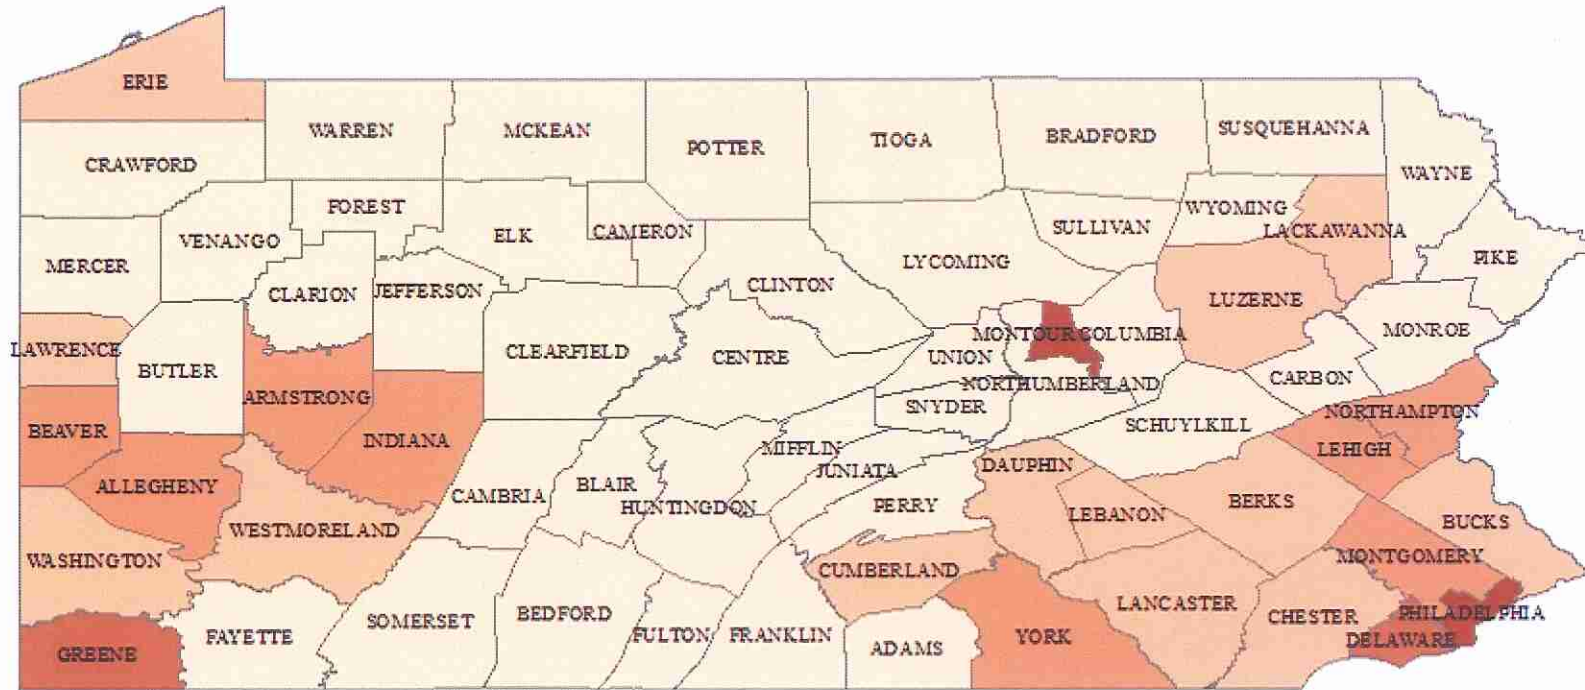 ERIE
WARREN
MCKEAN
POTTER
TIOGA
BRADFORD
SUSQUEHANNA
CRAWFORD
WAYNE
FOREST
WYOMING
VENANGO
ELK
CAMERON
SULLIVAN
LACKAWANNA
MERCER
LYCOMING
PIKE
CLARION
JEFFERSON
CLINTON
LUZERNE
MONTOUR
COLUMBIA
MONROE
LAWRENCE
CLEARFIELD
CENTRE
UNION
BUTLER
CARBON
NORTHUMBERLAND
ARMSTRONG
SNYDER
NORTHAMPTON
BEAVER
INDIANA
SCHUYLKILL
MIFFLIN
LEHIGH
DAUPHIN
JUNIATA
ALLEGHENY
BLAIR
CAMBRIA
HUNTINGDON
PERRY
LEBANON
BERKS
BUCKS
WESTMORELAND
WASHINGTON
MONTGOMERY
CUMBERLAND
LANCASTER
PHILADELPHIA
BEDFORD
CHESTER
SOMERSET
FAYETTE
FULTON
FRANKLIN
YORK
DELAWARE
ADAMS
GREENE